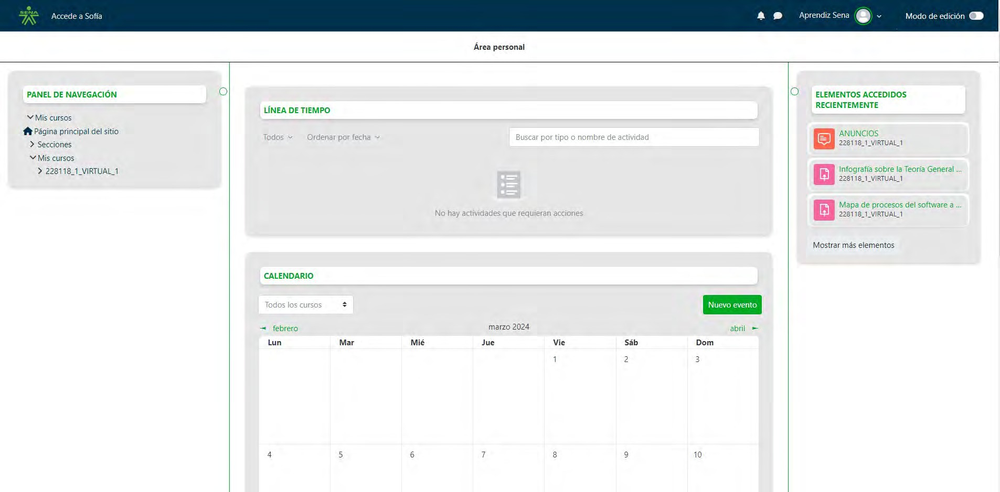 SENA
Accede a Sofía
Aprendiz Sena
Modo de edición
Área personal
PANEL DE NAVEGACIÓN
Mis cursos
Página principal del sitio
Secciones
Mis cursos
228118_1_VIRTUAL_1
LÍNEA DE TIEMPO
Todos
Ordenar por fecha
Buscar por tipo o nombre de actividad
No hay actividades que requieran acciones
CALENDARIO
Todos los cursos
Nuevo evento
febrero
marzo 2024
abril
Lun Mar Mié Jue Vie Sáb Dom
1 2 3
4 5 6 7 8 9 10
ELEMENTOS ACCEDIDOS
RECIENTEMENTE
ANUNCIOS
228118_1_VIRTUAL_1
Infografía sobre la Teoría General ...
228118_1_VIRTUAL_1
Mapa de procesos del software a ...
228118_1_VIRTUAL_1
Mostrar más elementos